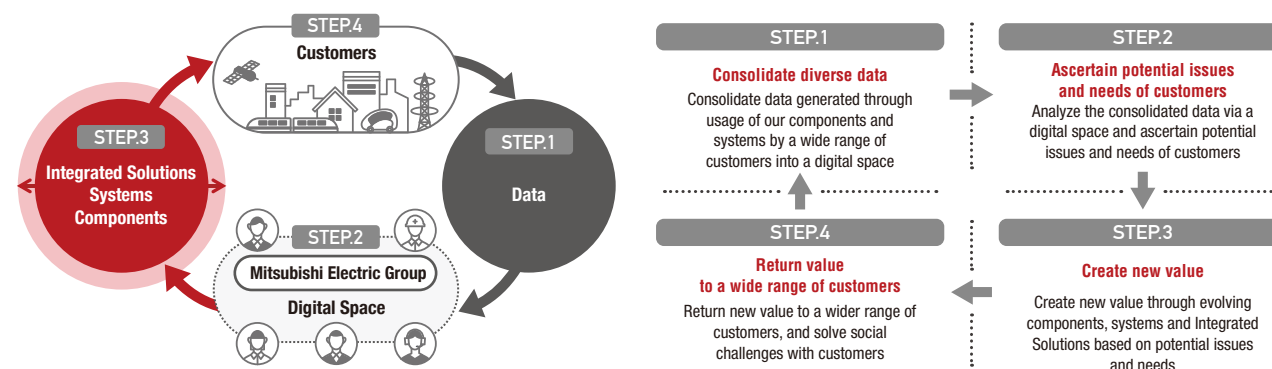 STEP.4
Customers
STEP.3
Integrated Solutions
Systems
Components
STEP.1
Data
STEP.2
Mitsubishi Electric Group
Digital Space
STEP.1
Consolidate diverse data
Consolidate data generated through
usage of our components and
systems by a wide range of
customers into a digital space
STEP.2
Ascertain potential issues
and needs of customers
Analyze the consolidated data via a
digital space and ascertain potential
issues and needs of customers
STEP.4
Return value
to a wide range of customers
Return new value to a wider range of
customers, and solve social
challenges with customers
STEP.3
Create new value
Create new value through evolving
components, systems and Integrated
Solutions based on potential issues
and needs